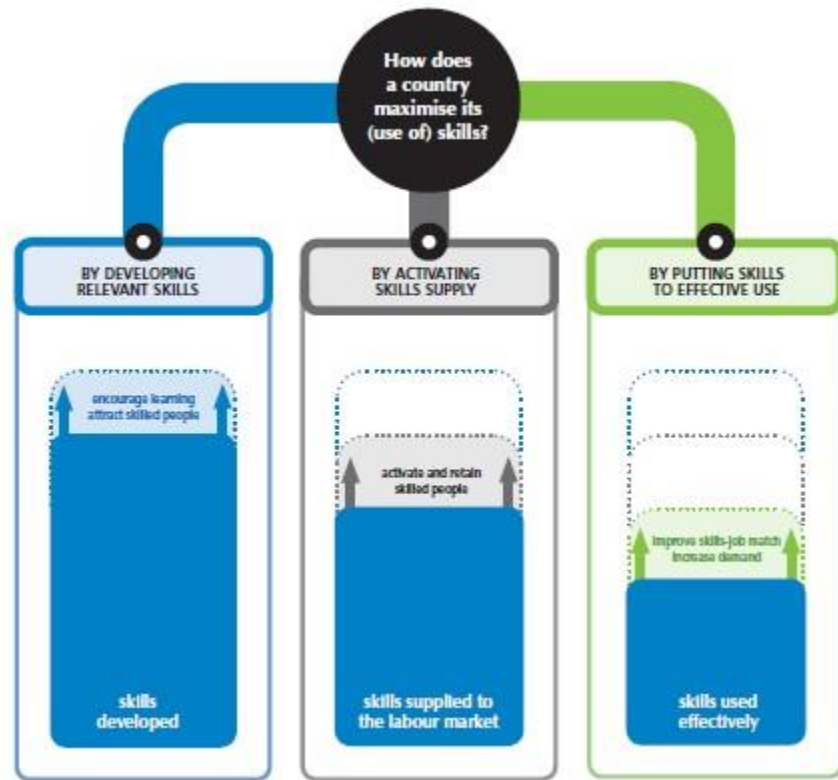 How does
a country
maximise its
(use of) skills?
BY DEVELOPING
RELEVANT SKILLS
encourage learning
attract skilled people
skills
developed
BY ACTIVATING
SKILLS SUPPLY
activate and retain
skilled people
skills supplied to
the labour market
BY PUTTING SKILLS
TO EFFECTIVE USE
improve skills-job match
increase demand
skills used
effectively